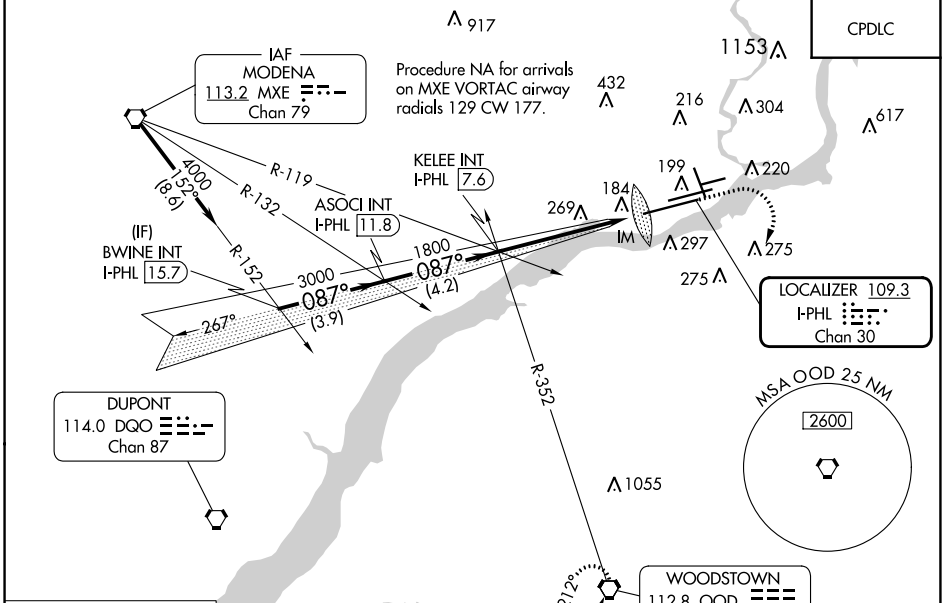 917
CPDLC
1153
IAF
MODENA
113.2 MXE
Chan 79
Procedure NA for arrivals
on MXE VORTAC airway
radials 129 CW 177.
432
216
304
617
4000
152°
(8.6)
R-119
R-132
R-152
KELEE INT
I-PHL 7.6
199
220
184
269
IM
297
275
275
ASOCI INT
I-PHL 11.8
(IF)
BWINE INT
I-PHL 15.7
3000
1800
087°
087°
(3.9)
(4.2)
267°
LOCALIZER 109.3
I-PHL
Chan 30
R-352
MSA OOD 25 NM
2600
DUPONT
114.0 DQO
Chan 87
1055
212°
WOODSTOWN
112.8 OOD